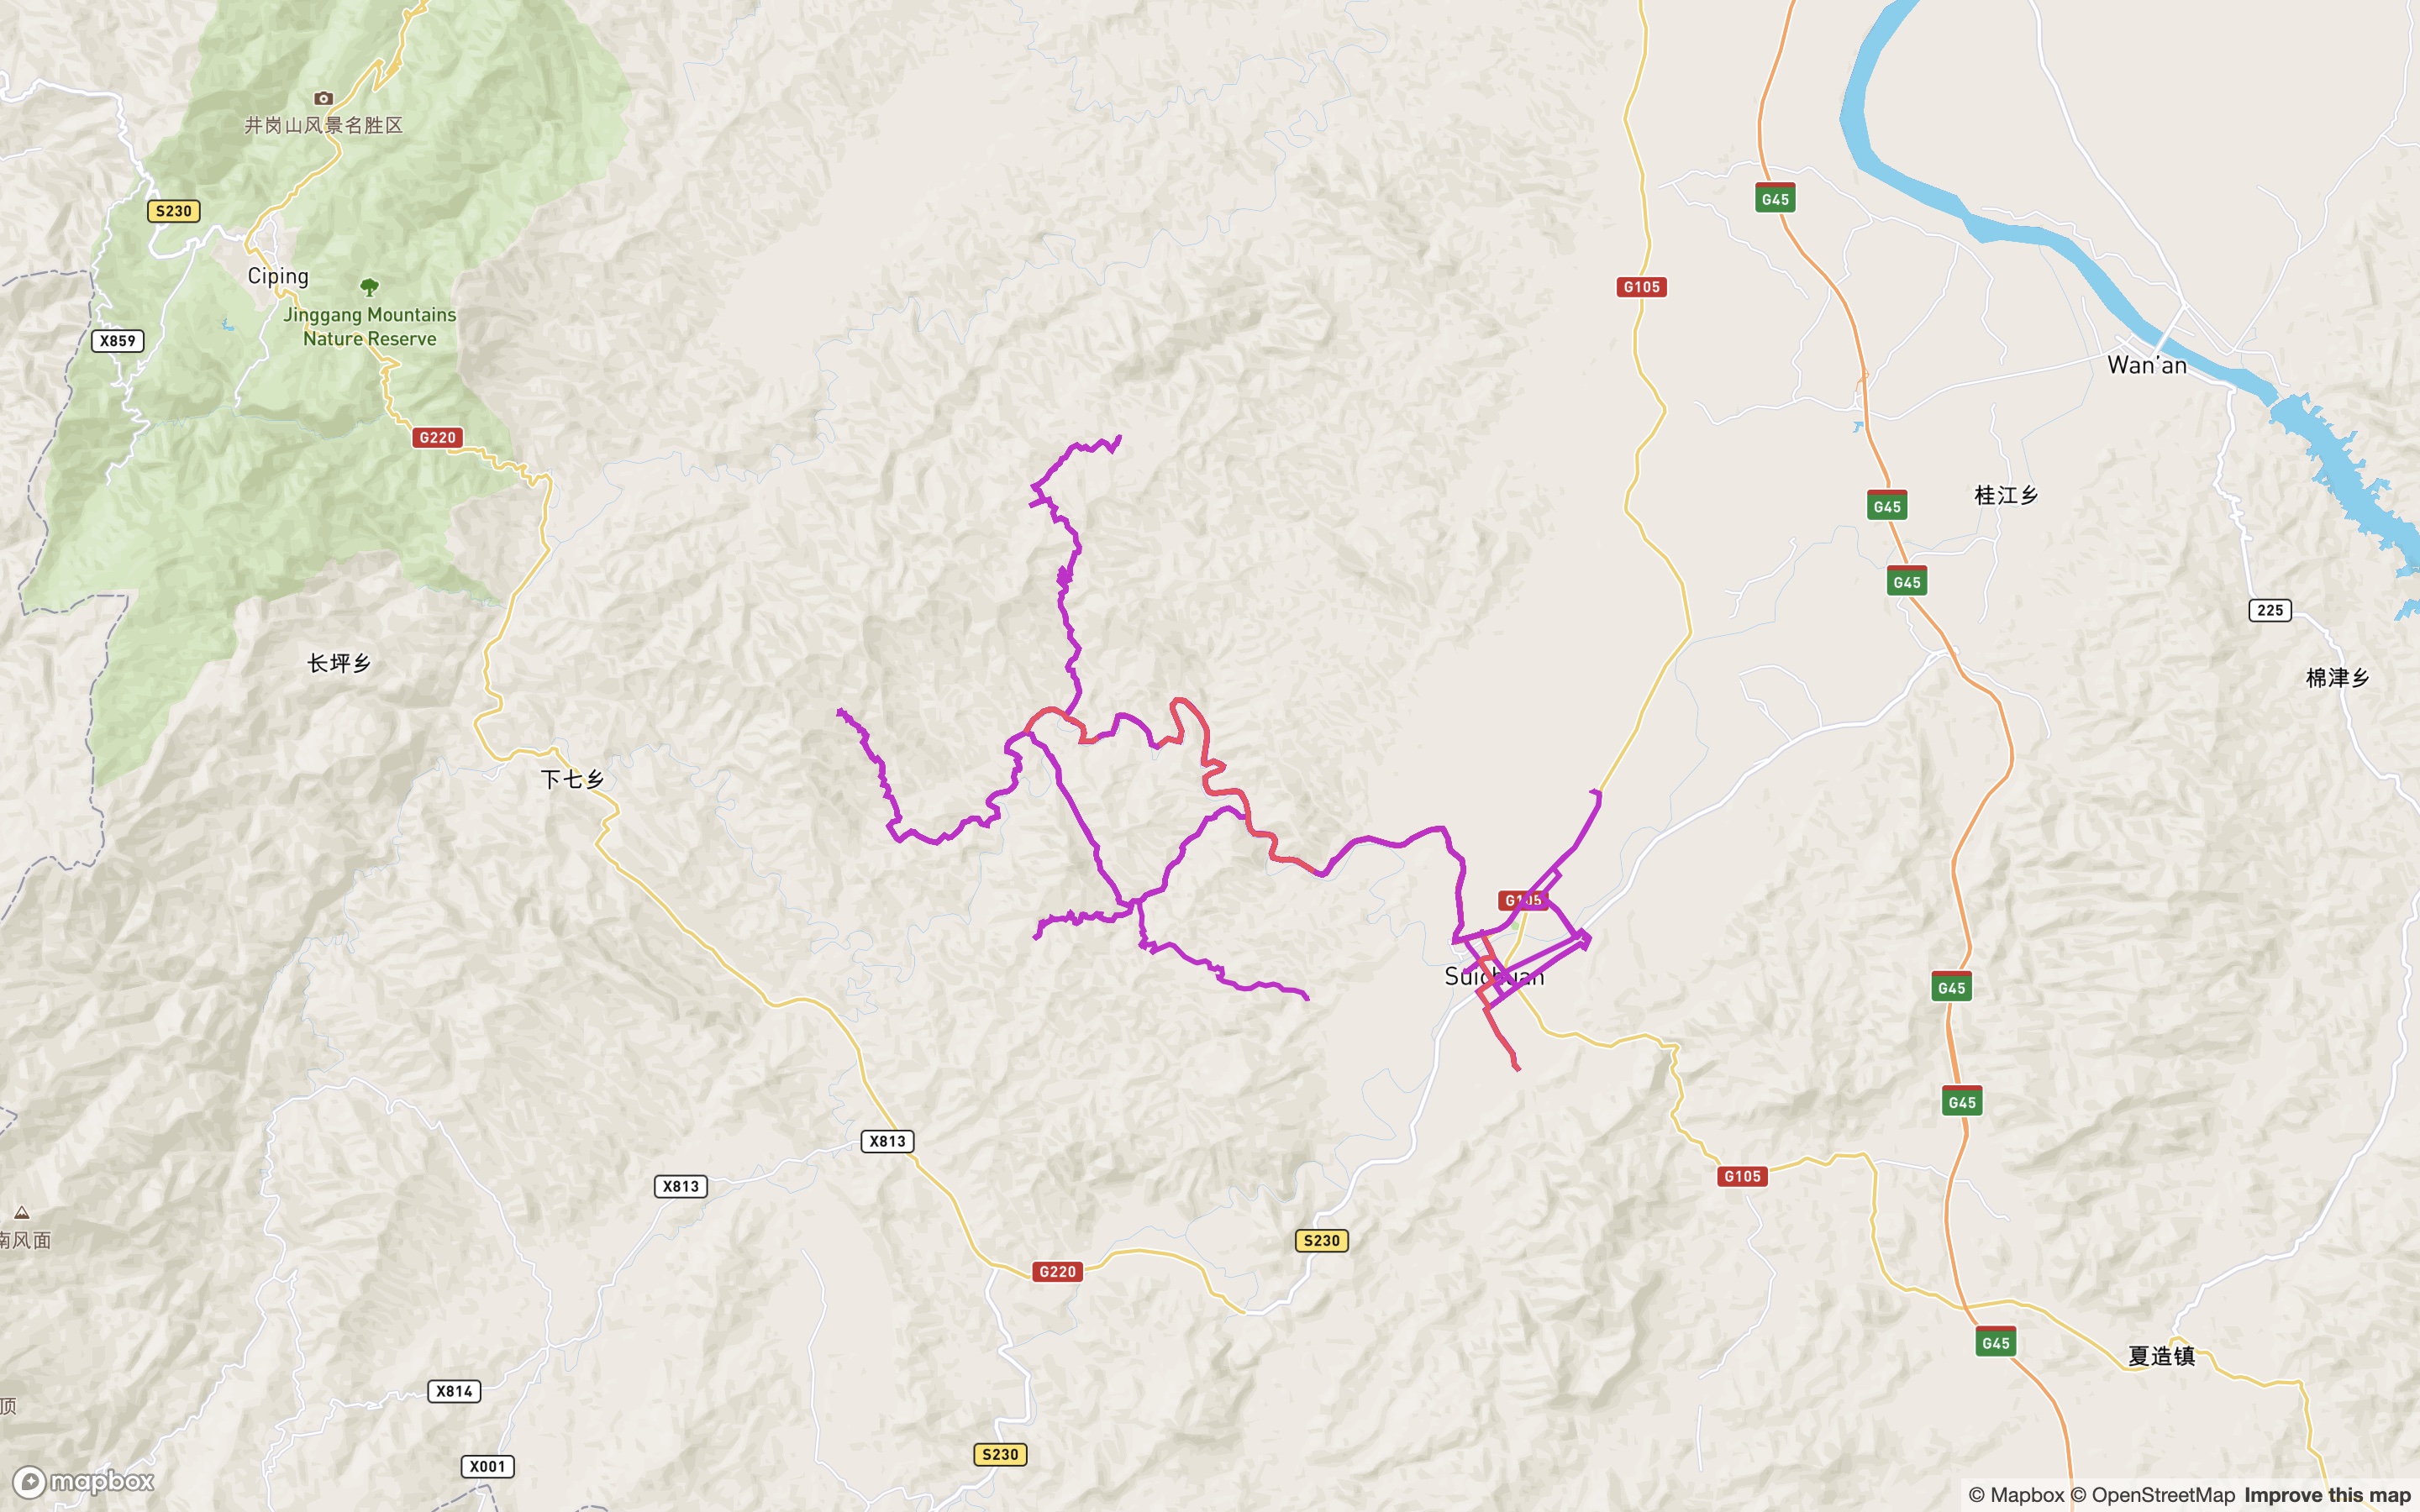 井岗山风景名胜区
S230
G45
Ciping
G105
Jinggang Mountains
Nature Reserve
X859
Wan'an
G220
G45
桂江乡
G45
225
长坪乡
棉津乡
下七乡
G105
Suichuan
G45
G45
X813
G105
X813
南风面
S230
G220
G45
夏造镇
X814
顶
S230
X001
mapbox
© Mapbox © OpenStreetMap Improve this map